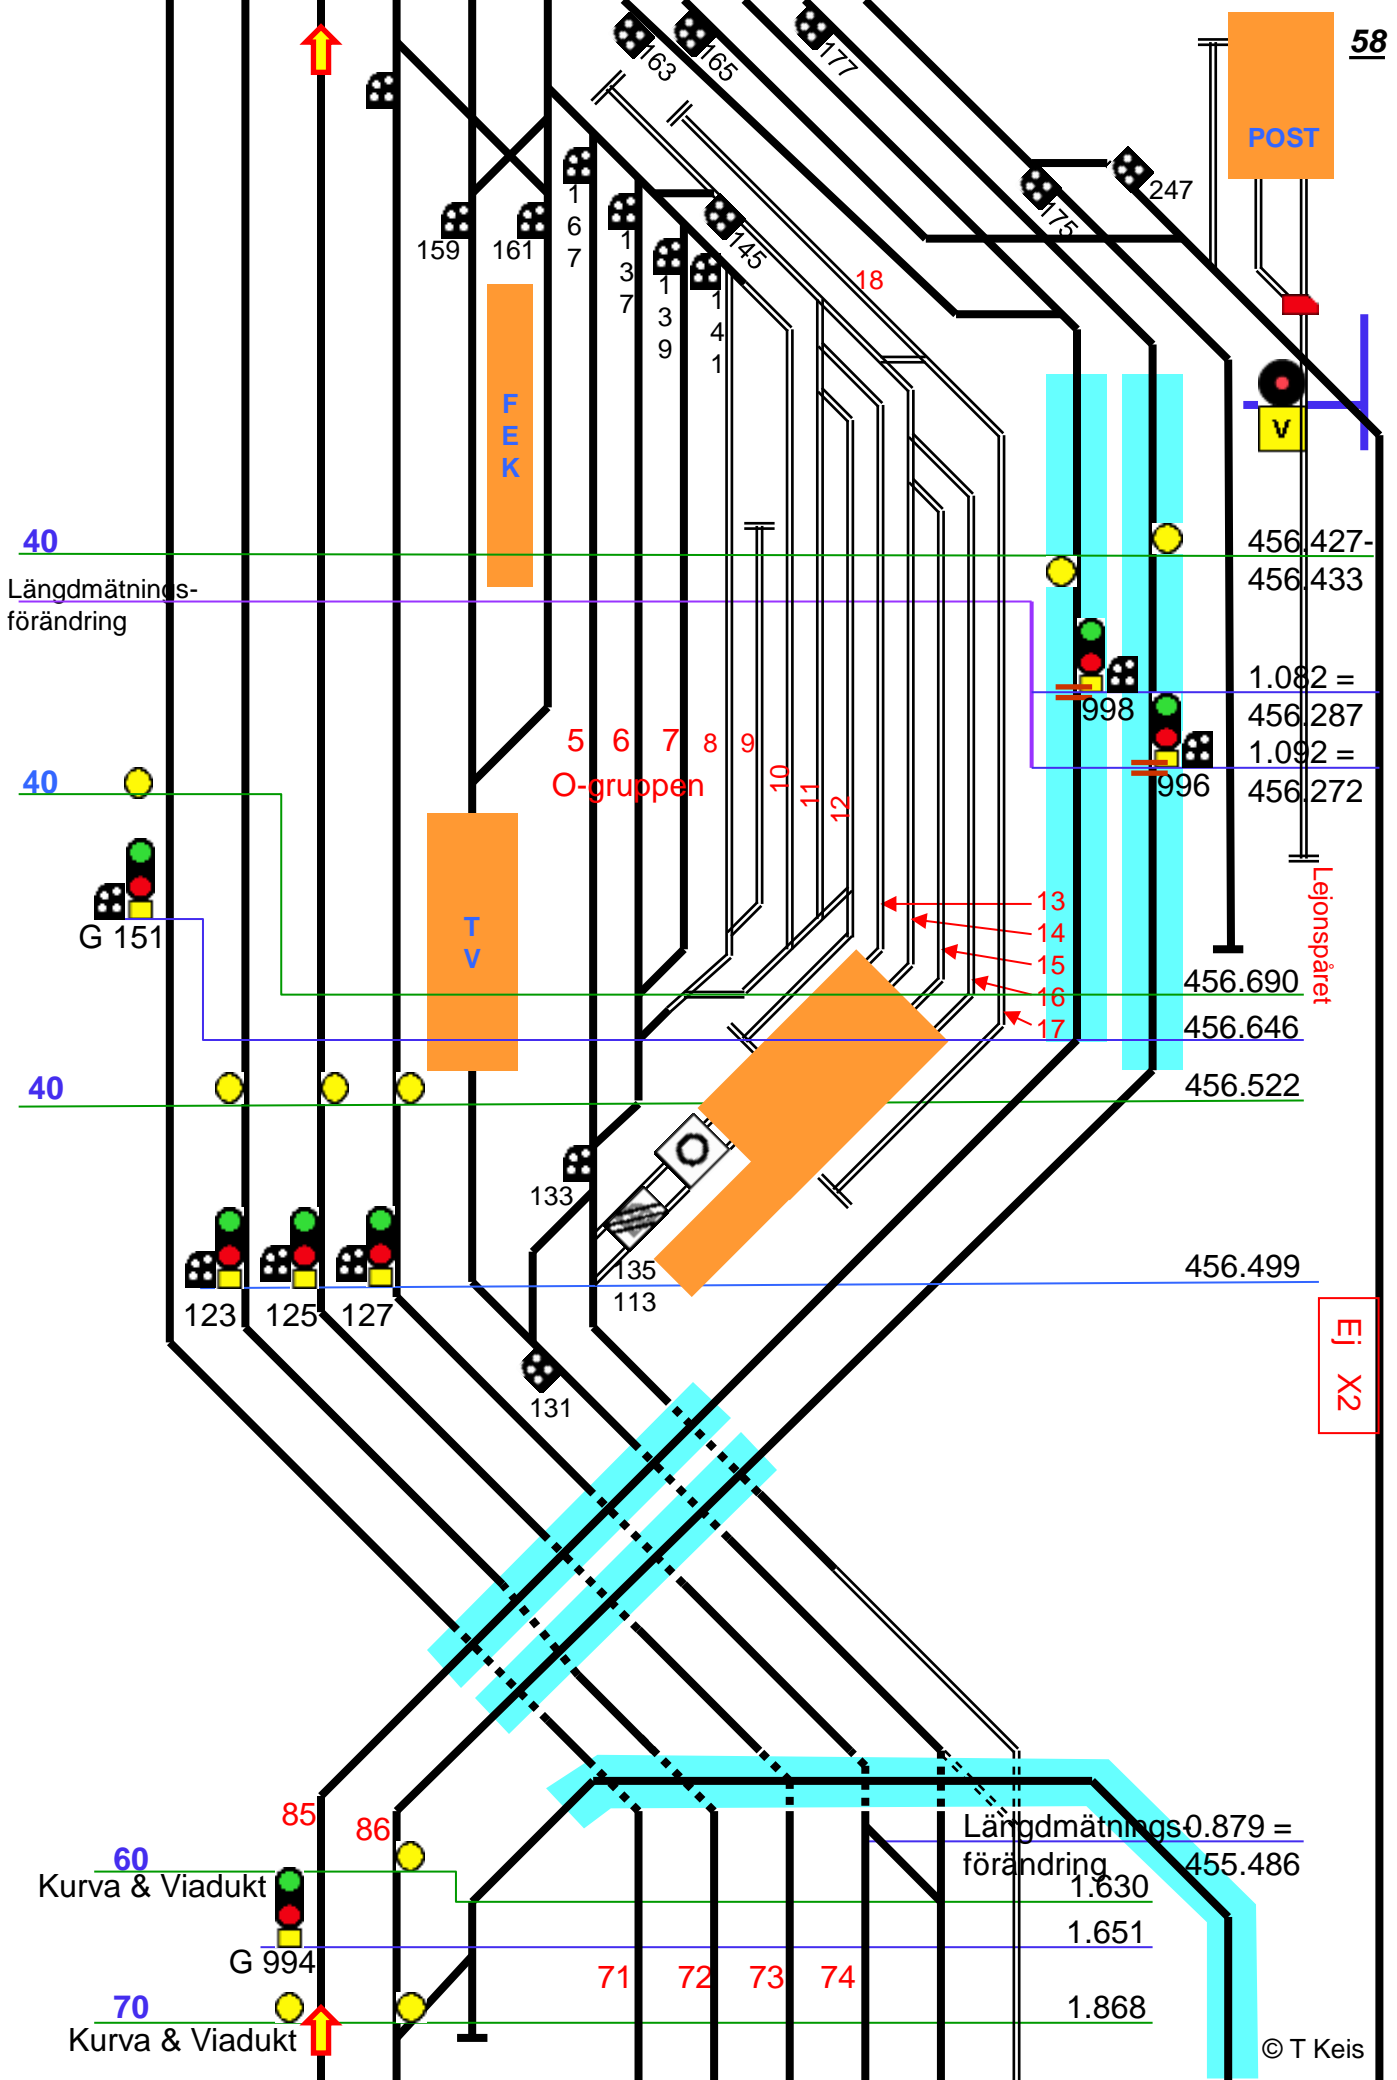 58
163
165
177
POST
247
175
159
161
167
137
139
141
145
18
FEK
40
456.427-
Längdmätnings-
förändring
456.433
V
1.082 =
998
456.287
1.092 =
996
456.272
5 6 7 8 9
10 11 12
O-gruppen
40
G 151
TV
Lejonspåret
13
14
15
16
17
456.690
456.646
40
456.522
133
135
113
456.499
123 125 127
Ej X2
131
85
86
Längdmätnings-
förändring
0.879 =
455.486
60
Kurva & Viadukt
1.630
1.651
G 994
71 72 73 74
70
1.868
Kurva & Viadukt
© T Keis